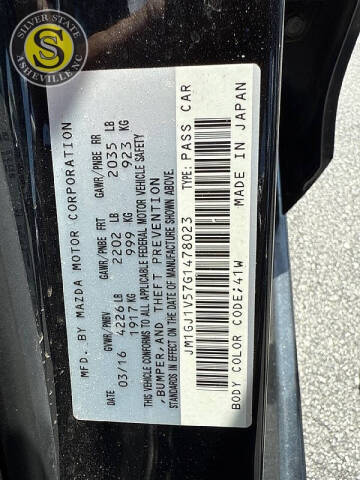 SILVER STATE
S
ASHEVILLE, NC
MFD. BY MAZDA MOTOR CORPORATION
DATE GVWR/PNBV GAWR/PNBE FRT GAWR/PNBE RR
03/16 4226 LB 2202 LB 2035 LB
1917 KG 999 KG 923 KG
THIS VEHICLE CONFORMS TO ALL APPLICABLE FEDERAL MOTOR VEHICLE SAFETY
,BUMPER,AND THEFT PREVENTION
STANDARDS IN EFFECT ON THE DATE OF MANUFACTURE SHOWN ABOVE.
JM1GJ1V57G1478023 TYPE: PASS CAR
BODY COLOR CODE:41W MADE IN JAPAN